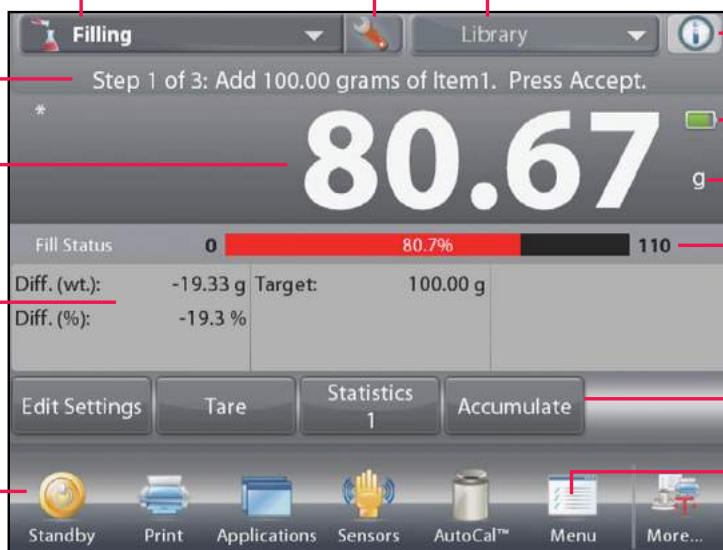 Filling Library
Step 1 of 3: Add 100.00 grams of Item1. Press Accept.
*
80.67
g
Fill Status 0 80.7% 110
Diff. (wt.): -19.33 g Target: 100.00 g
Diff. (%): -19.3 %
Edit Settings Tare Statistics Accumulate
1
Standby Print Applications Sensors AutoCal™ Menu More...